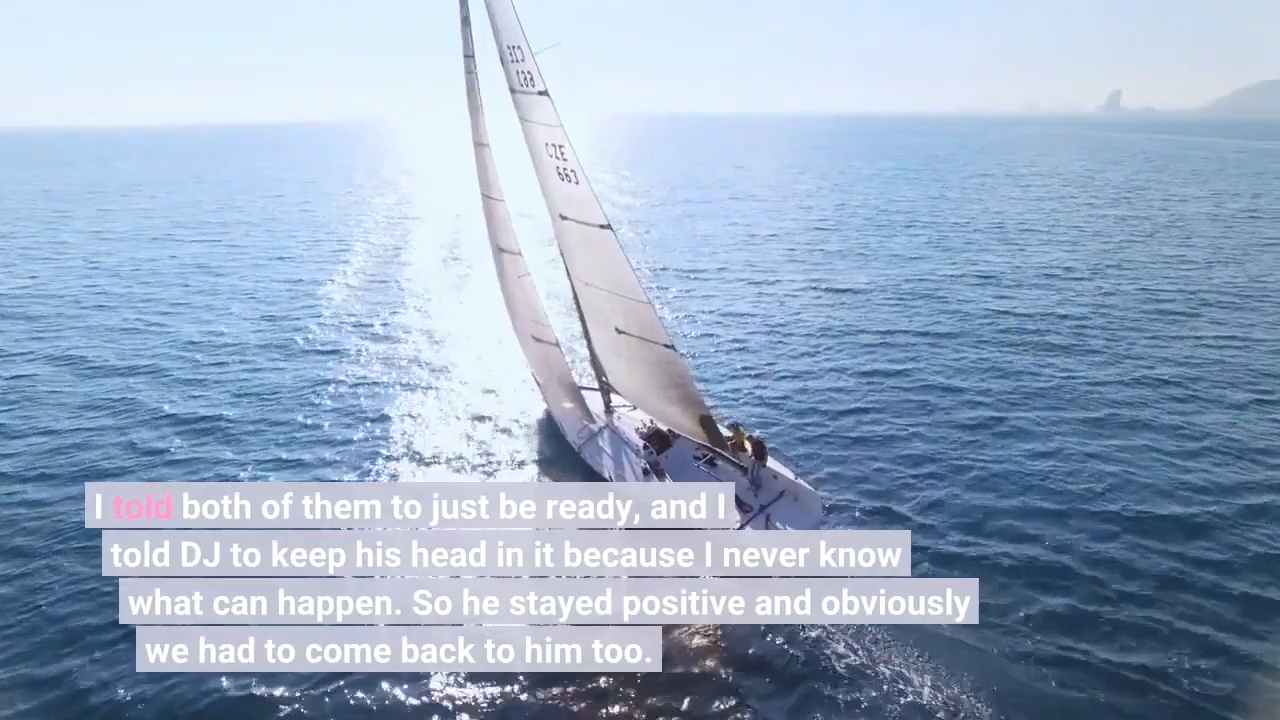 CZE
663
CZE
663
I told both of them to just be ready, and I
told DJ to keep his head in it because I never know
what can happen. So he stayed positive and obviously
we had to come back to him too.